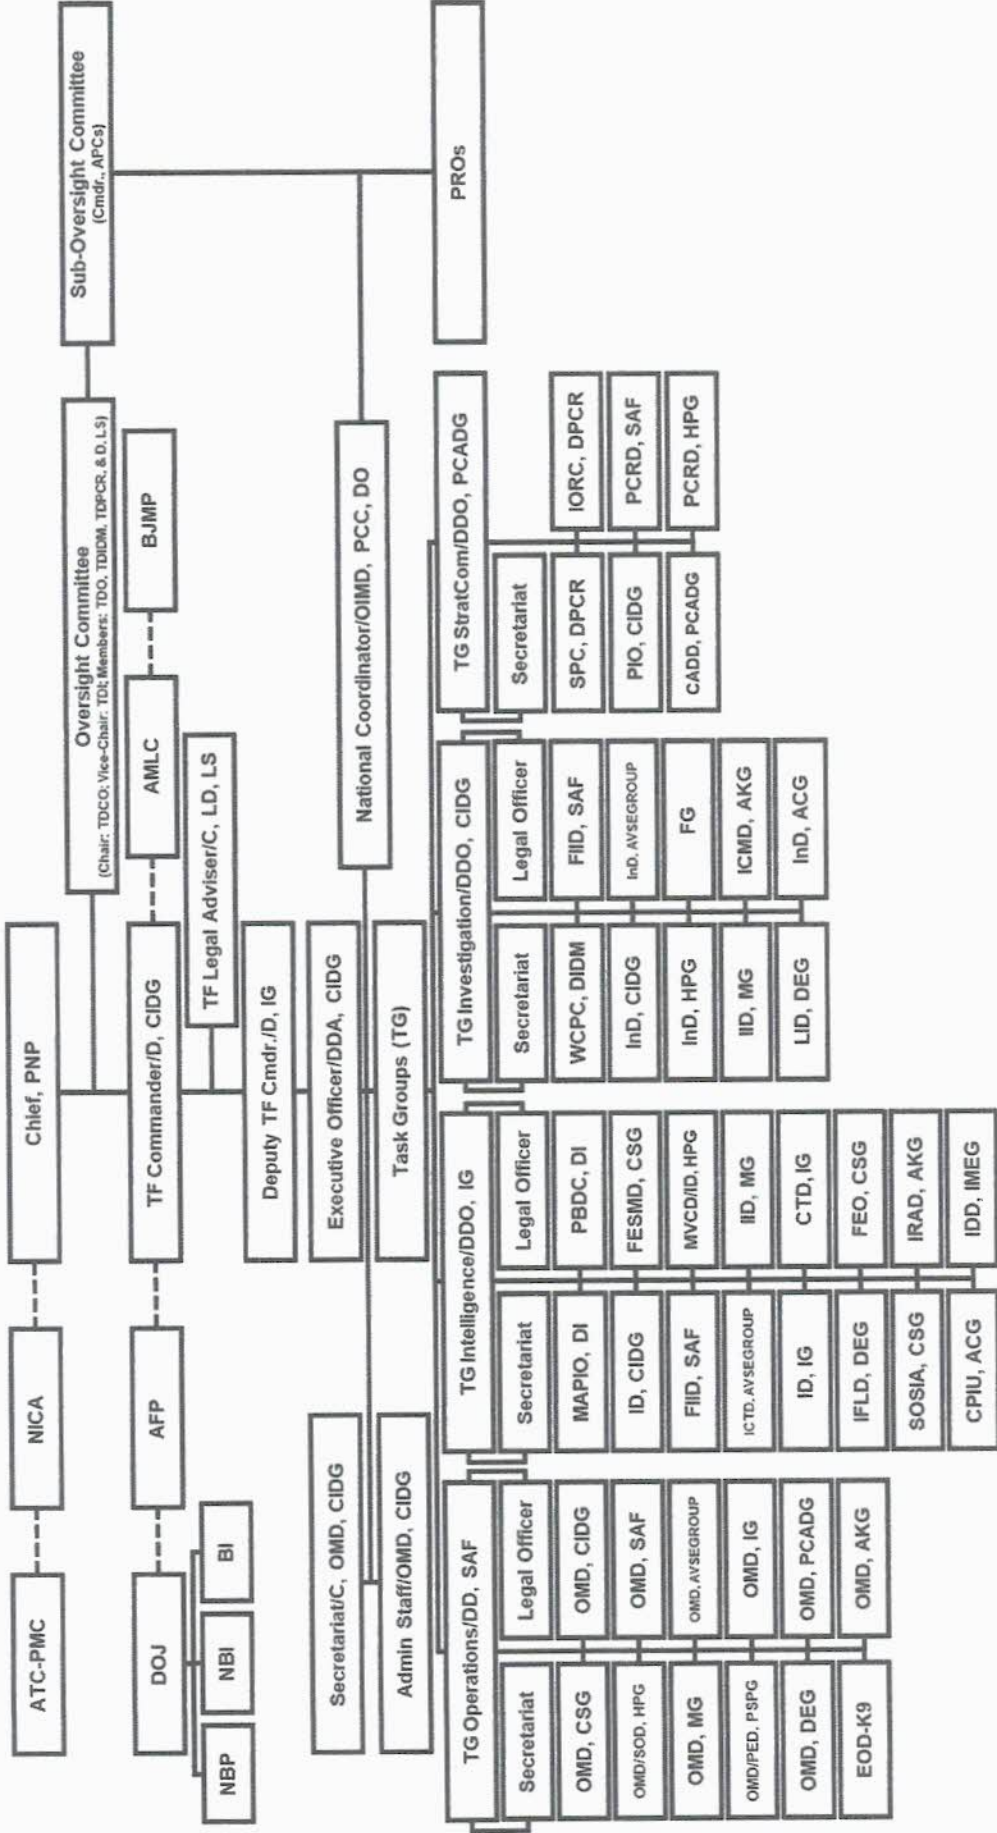 Chief, PNP
NICA
ATC-PMC
Oversight Committee
(Chair: TDCO; Vice-Chair: TDI; Members: TDO, TDIDM, TDPCR, & D, LS)
Sub-Oversight Committee
(Cmdr., APCs)
DOJ
AFP
TF Commander/D, CIDG
AMLC
BJMP
NBP
NBI
BI
TF Legal Adviser/C, LD, LS
Deputy TF Cmdr./D, IG
Secretariat/C, OMD, CIDG
Executive Officer/DDA, CIDG
National Coordinator/OIMD, PCC, DO
Admin Staff/OMD, CIDG
Task Groups (TG)
TG Operations/DD, SAF
Secretariat
Legal Officer
OMD, CSG
OMD, CIDG
OMD/SOD, HPG
OMD, SAF
OMD, MG
OMD, AVSEGROUP
OMD/PED, PSPG
OMD, IG
OMD, DEG
OMD, PCADG
EOD-K9
OMD, AKG
TG Intelligence/DDO, IG
Secretariat
Legal Officer
MAPIO, DI
PBDC, DI
ID, CIDG
FESMD, CSG
FIID, SAF
MVCD/ID, HPG
ICTD, AVSEGROUP
IID, MG
ID, IG
CTD, IG
IFLD, DEG
FEO, CSG
SOSIA, CSG
IRAD, AKG
CPIU, ACG
IDD, IMEG
TG Investigation/DDO, CIDG
Secretariat
Legal Officer
WCPC, DIDM
FIID, SAF
InD, CIDG
InD, AVSEGROUP
InD, HPG
FG
IID, MG
ICMD, AKG
LID, DEG
InD, ACG
TG StratCom/DDO, PCADG
Secretariat
SPC, DPCR
IORC, DPCR
PIO, CIDG
PCRD, SAF
CADD, PCADG
PCRD, HPG
PROs